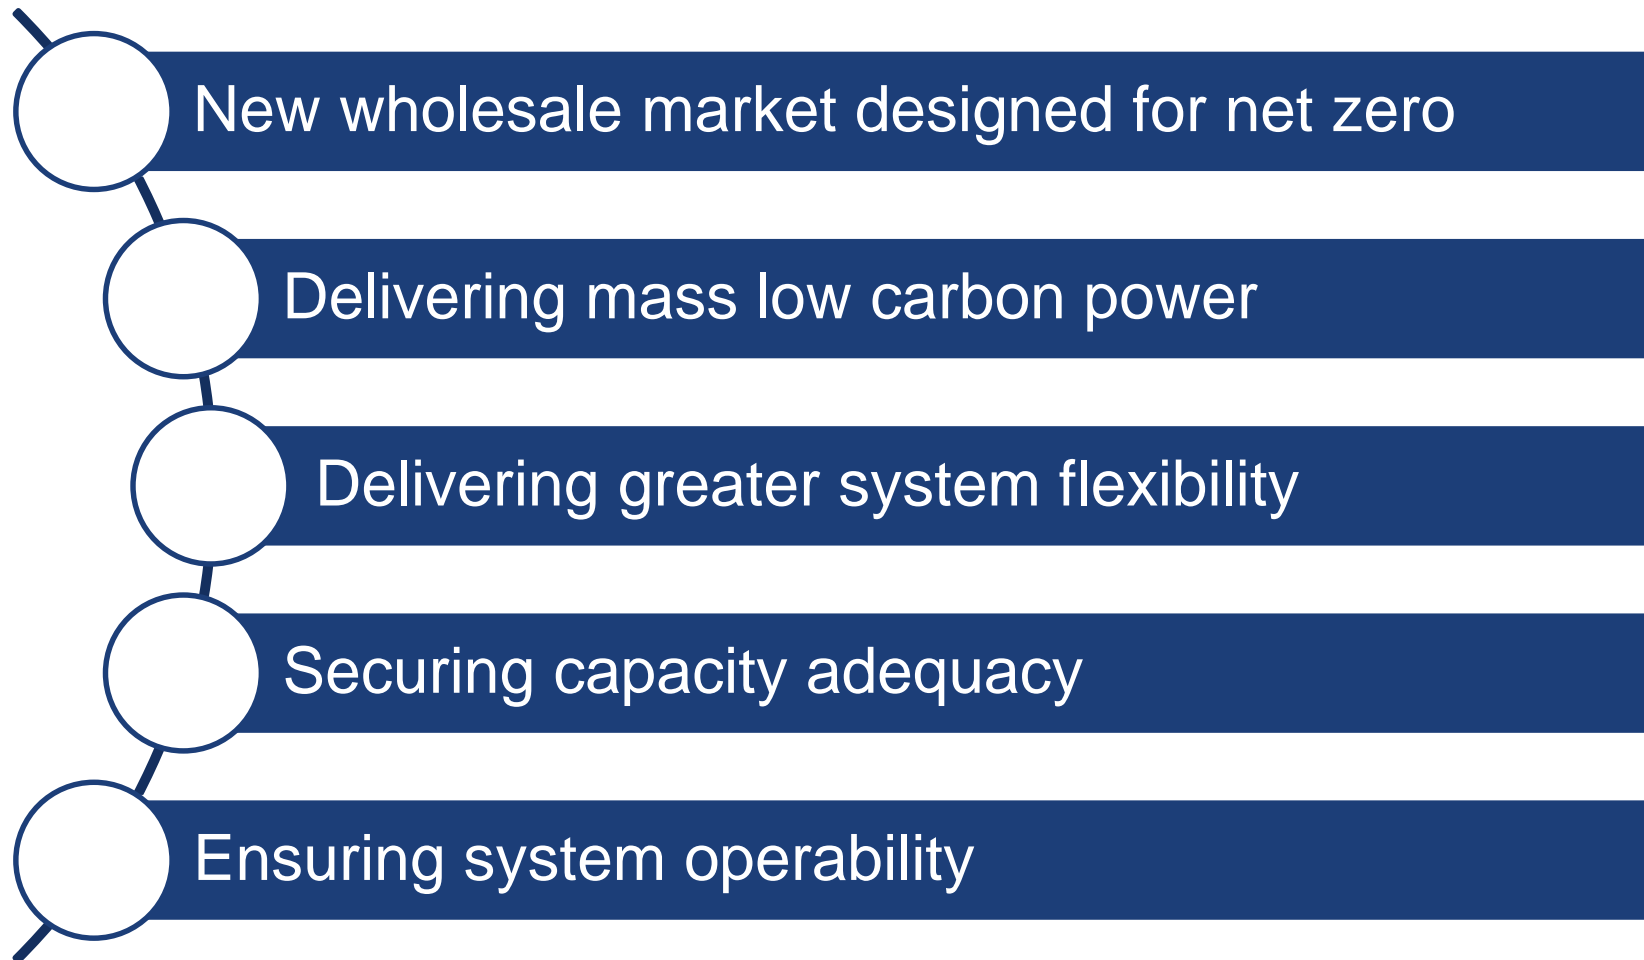 New wholesale market designed for net zero
Delivering mass low carbon power
Delivering greater system flexibility
Securing capacity adequacy
Ensuring system operability